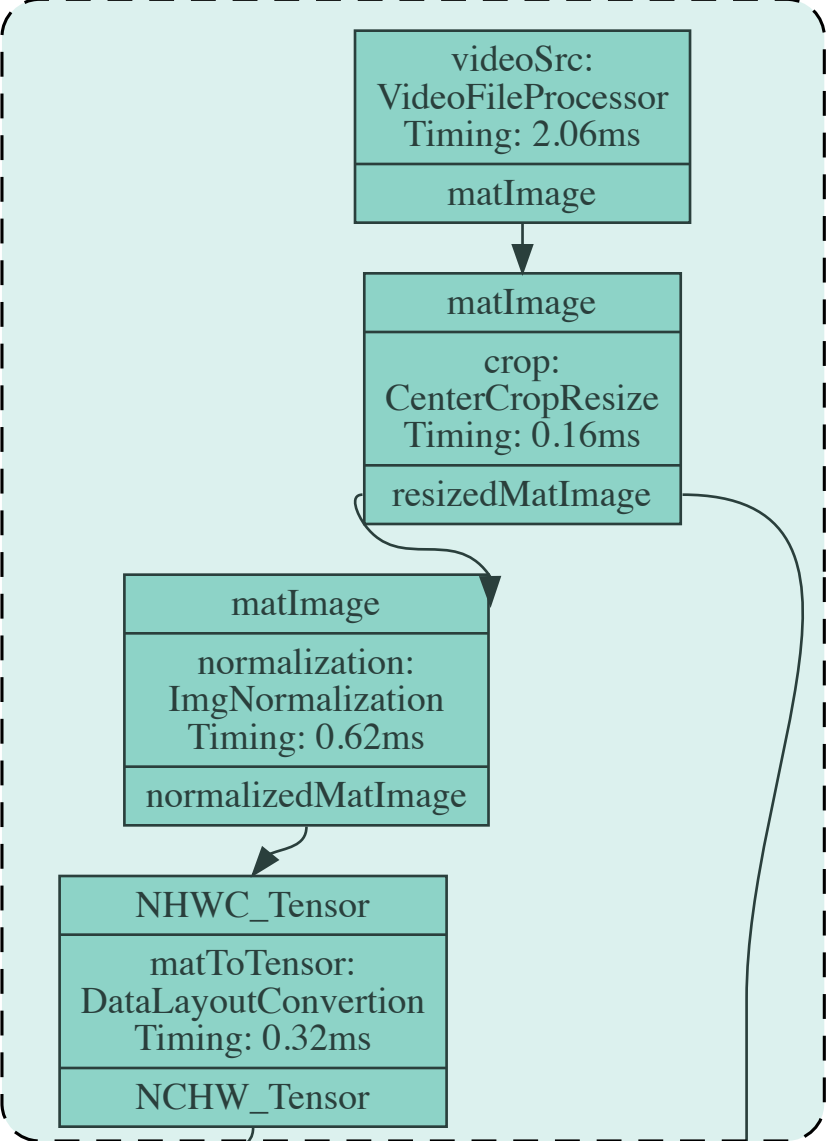 videoSrc:
VideoFileProcessor
Timing: 2.06ms
matImage
matImage
crop:
CenterCropResize
Timing: 0.16ms
resizedMatImage
matImage
normalization:
ImgNormalization
Timing: 0.62ms
normalizedMatImage
NHWC_Tensor
matToTensor:
DataLayoutConvertion
Timing: 0.32ms
NCHW_Tensor